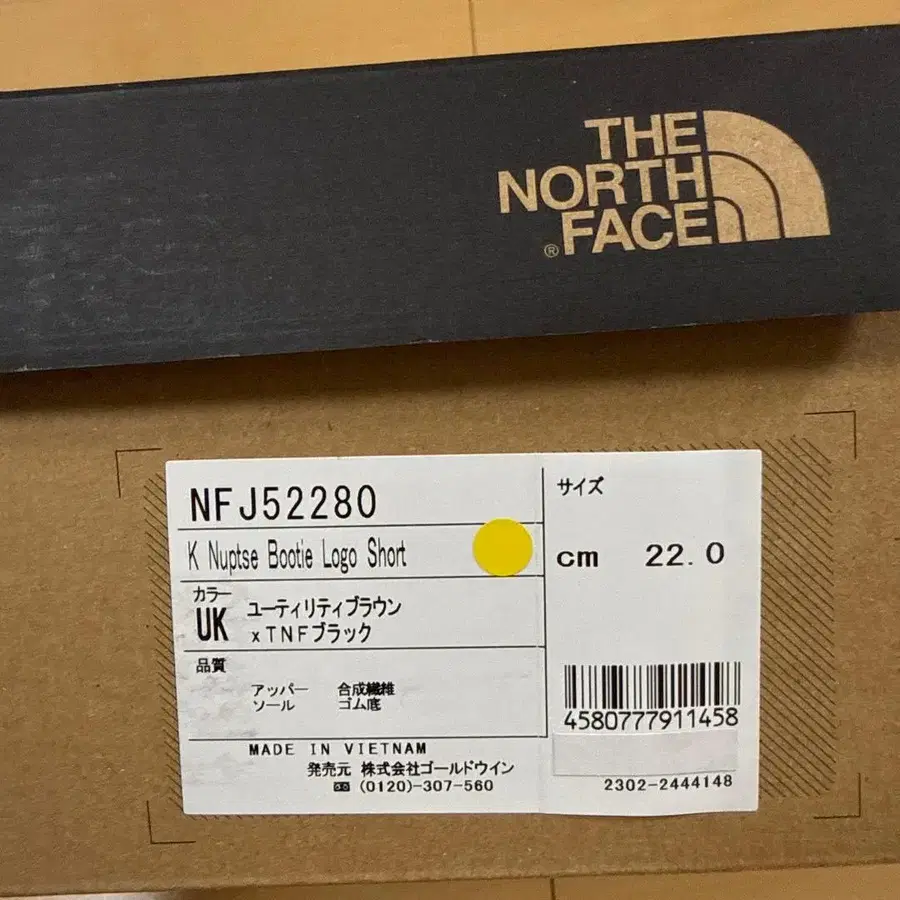 THE
NORTH
FACE
®
NFJ52280
K Nuptse Bootie Logo Short
カラー
UK ユーティリティブラウン
xTNFブラック
品質
アッパー 合成繊維
ソール ゴム底
MADE IN VIETNAM
発売元 株式会社ゴールドウイン
(0120)-307-560
サイズ
cm 22.0
4580777911458
2302-2444148